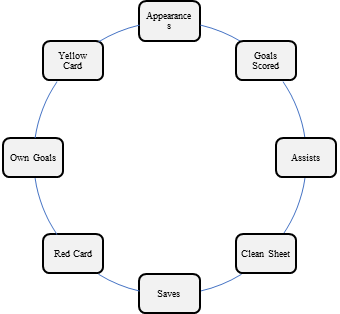 Appearance
s
Goals
Scored
Assists
Clean Sheet
Saves
Red Card
Own Goals
Yellow
Card